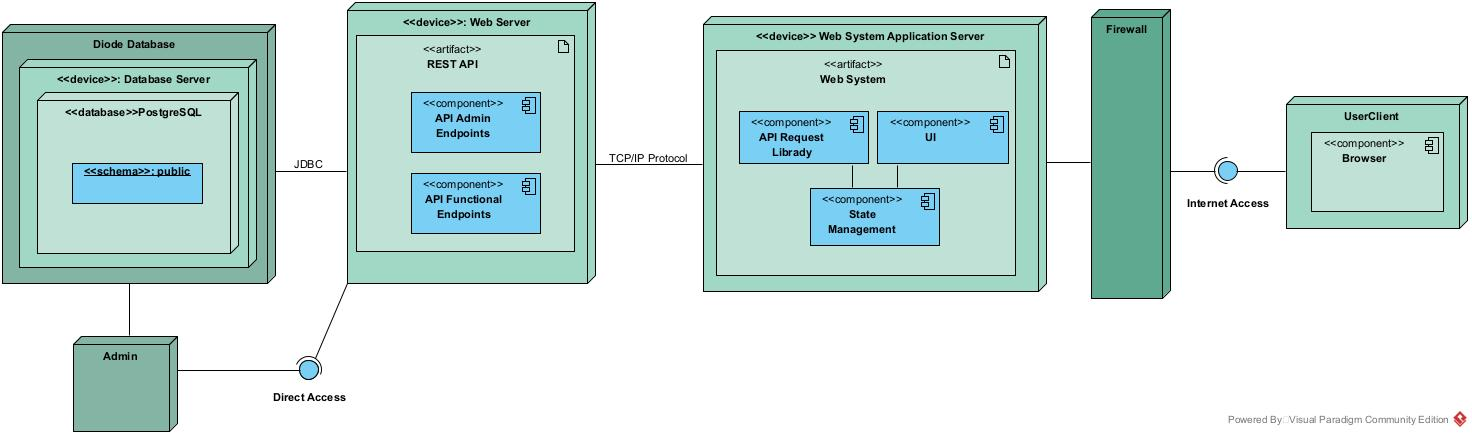 Diode Database
<<device>>: Database Server
<<database>>PostgreSQL
<<schema>>: public
Admin
JDBC
Direct Access
<<device>>: Web Server
<<artifact>>
REST API
<<component>>
API Admin
Endpoints
<<component>>
API Functional
Endpoints
TCP/IP Protocol
<<device>> Web System Application Server
<<artifact>>
Web System
<<component>>
API Request
Librady
<<component>>
UI
<<component>>
State
Management
Firewall
Internet Access
UserClient
<<component>>
Browser
Powered By Visual Paradigm Community Edition